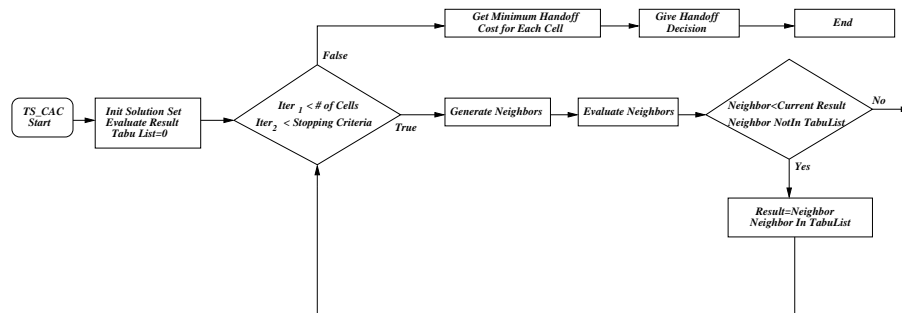 Get Minimum Handoff
Cost for Each Cell
Give Handoff
Decision
End
False
TS_CAC
Start
Init Solution Set
Evaluate Result
Tabu List=0
Iter 1 < # of Cells
Iter 2 < Stopping Criteria
True
Generate Neighbors
Evaluate Neighbors
Neighbor<Current Result
Neighbor NotIn TabuList
No
Yes
Result=Neighbor
Neighbor In TabuList